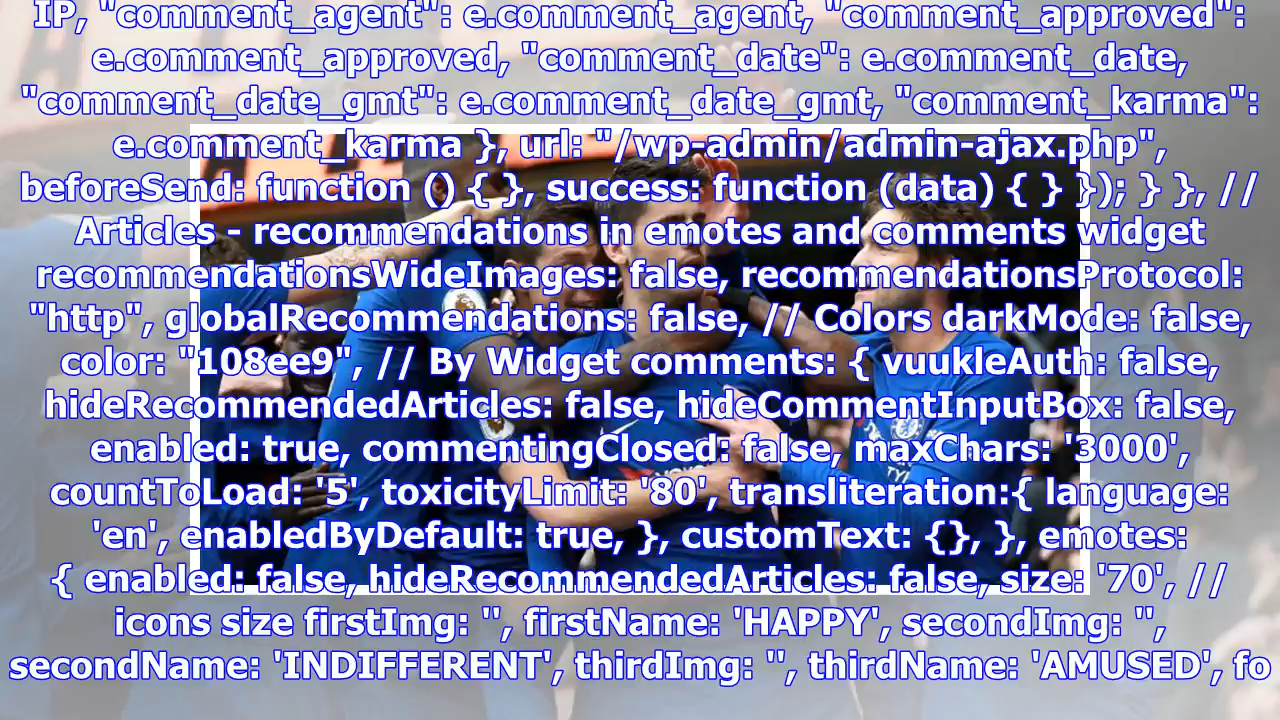 IP, "comment_agent": e.comment_agent, "comment_approved":
e.comment_approved, "comment_date": e.comment_date,
"comment_date_gmt": e.comment_date_gmt, "comment_karma":
e.comment_karma }, url: "/wp-admin/admin-ajax.php",
beforeSend: function () { }, success: function (data) { } }); } }, //
Articles - recommendations in emotes and comments widget
recommendationsWideImages: false, recommendationsProtocol:
"http", globalRecommendations: false, // Colors darkMode: false,
color: "108ee9", // By Widget comments: { vuukleAuth: false,
hideRecommendedArticles: false, hideCommentInputBox: false,
enabled: true, commentingClosed: false, maxChars: '3000',
countToLoad: '5', toxicityLimit: '80', transliteration:{ language:
'en', enabledByDefault: true, }, customText: {}, }, emotes:
{ enabled: false, hideRecommendedArticles: false, size: '70', //
icons size firstImg: '', firstName: 'HAPPY', secondImg: '',
secondName: 'INDIFFERENT', thirdImg: '', thirdName: 'AMUSED', fo